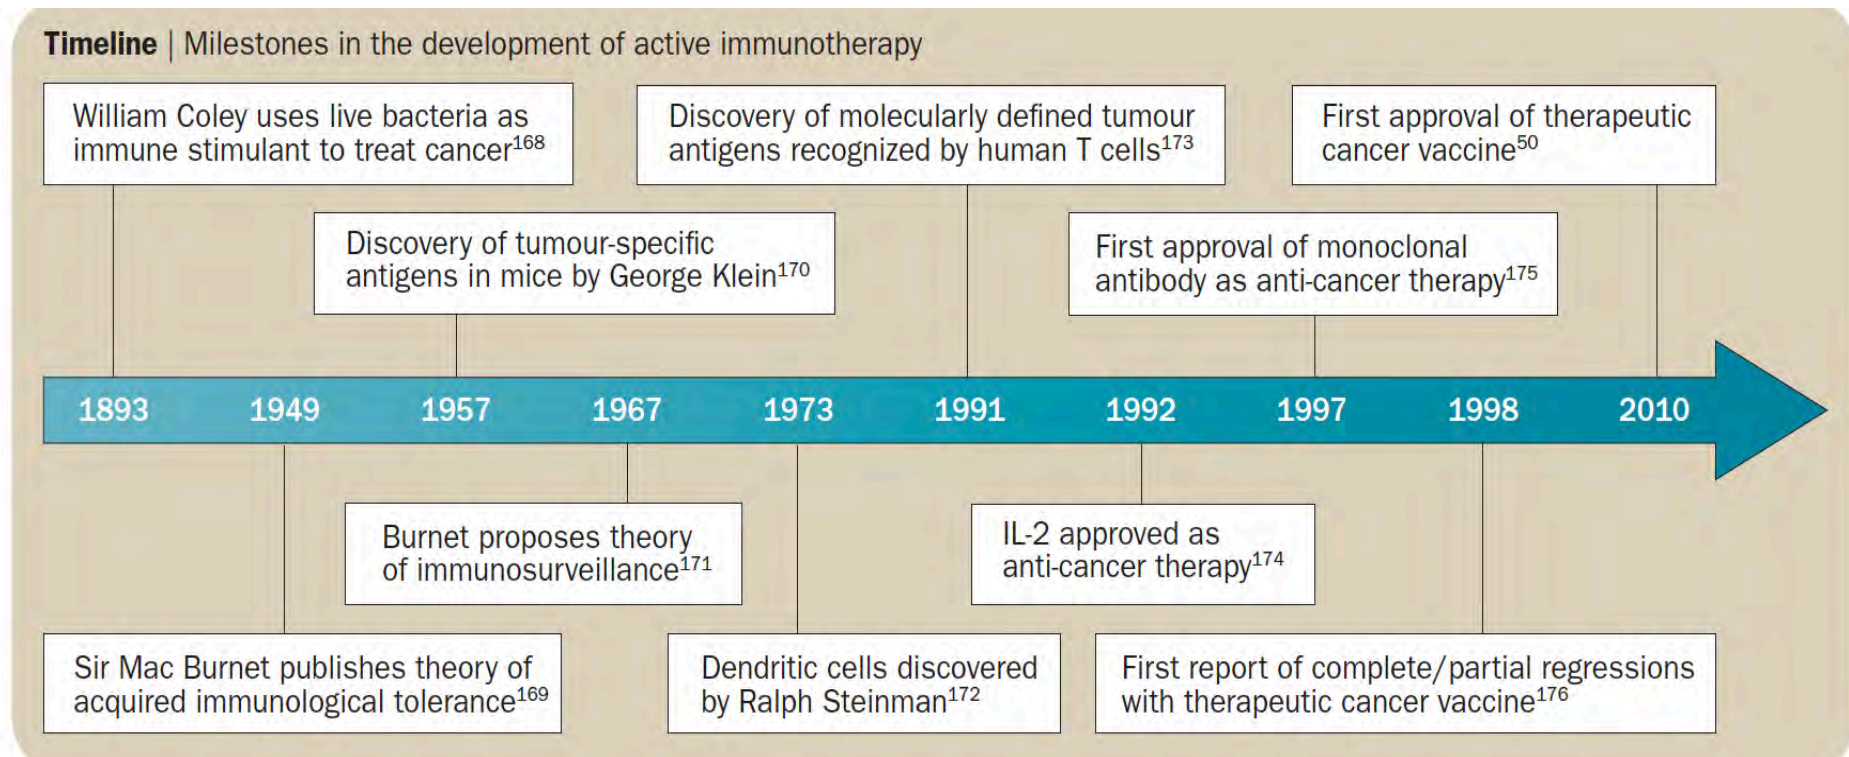 Timeline | Milestones in the development of active immunotherapy
William Coley uses live bacteria as
immune stimulant to treat cancer168
Discovery of molecularly defined tumour
antigens recognized by human T cells173
First approval of therapeutic
cancer vaccine50
Discovery of tumour-specific
antigens in mice by George Klein170
First approval of monoclonal
antibody as anti-cancer therapy175
1893 1949 1957 1967 1973 1991 1992 1997 1998 2010
Burnet proposes theory
of immunosurveillance171
IL-2 approved as
anti-cancer therapy174
Sir Mac Burnet publishes theory of
acquired immunological tolerance169
Dendritic cells discovered
by Ralph Steinman172
First report of complete/partial regressions
with therapeutic cancer vaccine176